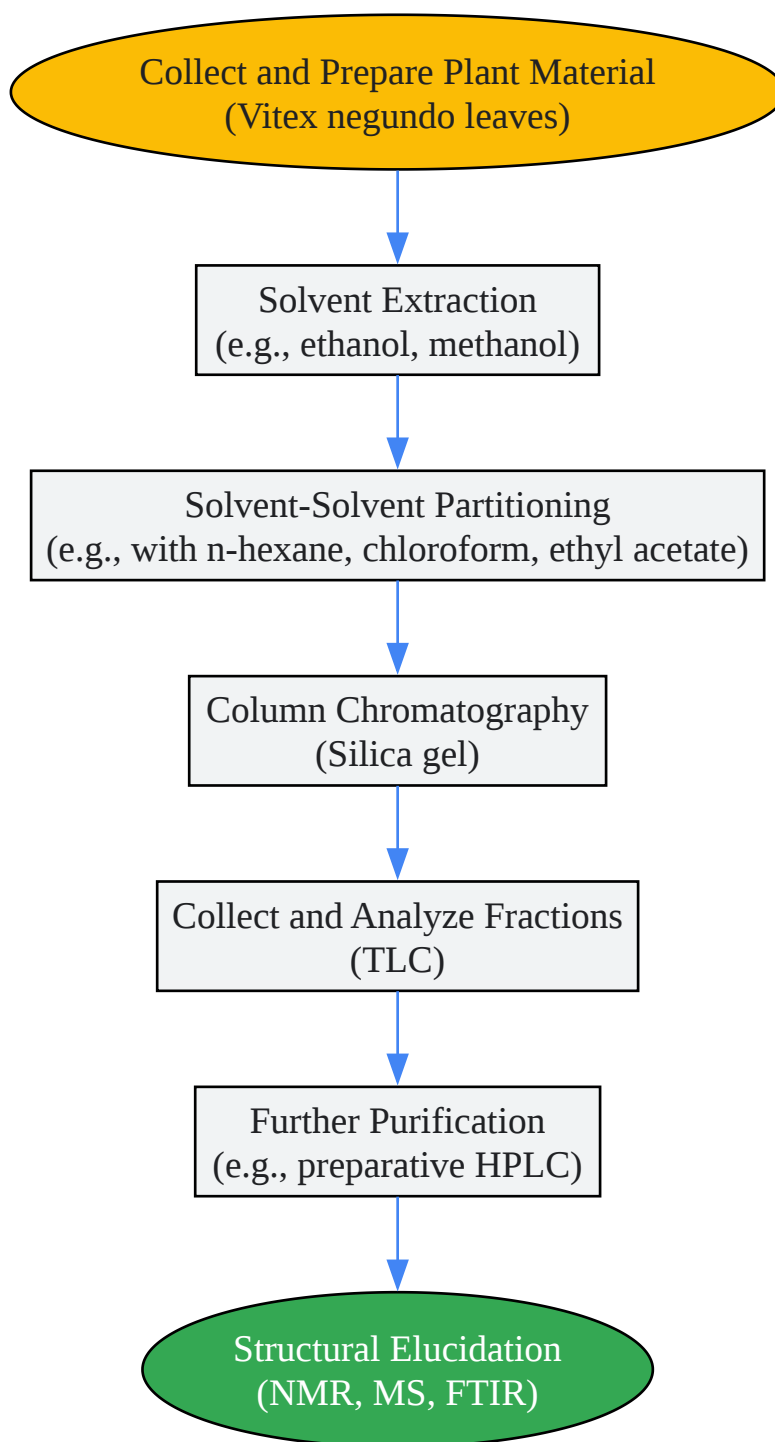 Collect and Prepare Plant Material
(Vitex negundo leaves)
Solvent Extraction
(e.g., ethanol, methanol)
Solvent-Solvent Partitioning
(e.g., with n-hexane, chloroform, ethyl acetate)
Column Chromatography
(Silica gel)
Collect and Analyze Fractions
(TLC)
Further Purification
(e.g., preparative HPLC)
Structural Elucidation
(NMR, MS, FTIR)